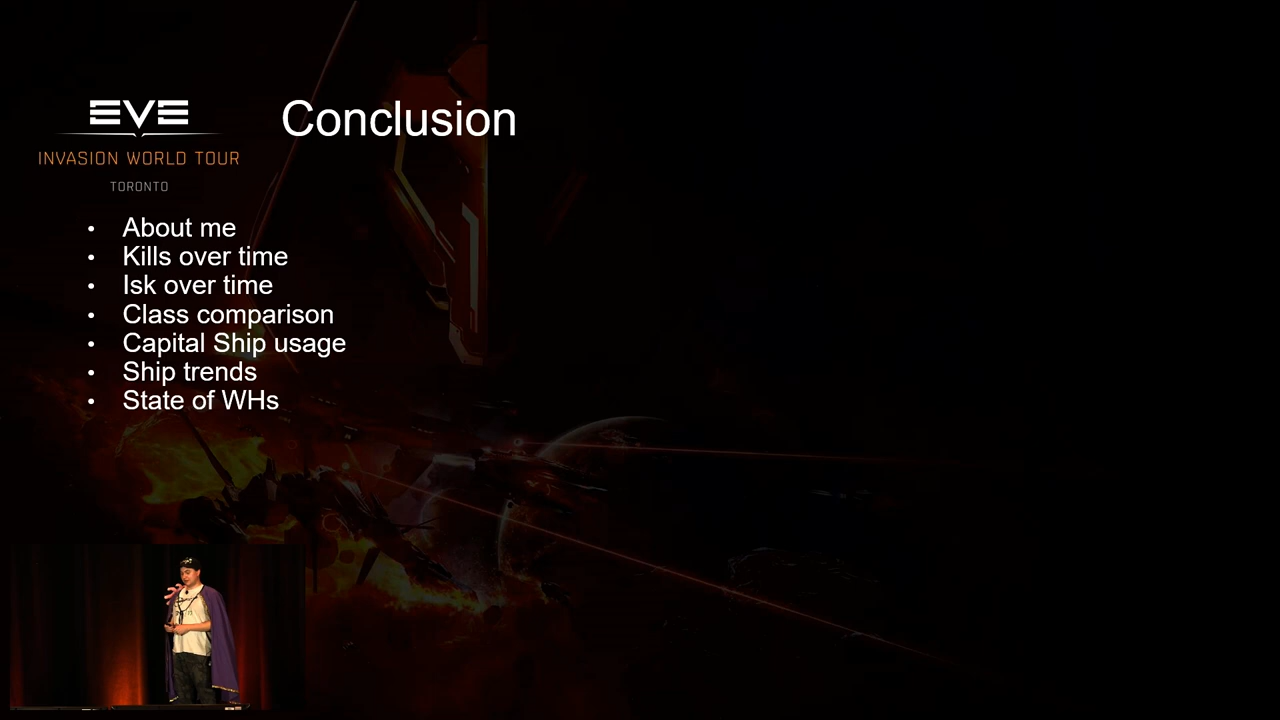 EVE
INVASION WORLD TOUR
TORONTO
Conclusion
• About me
• Kills over time
• Isk over time
• Class comparison
• Capital Ship usage
• Ship trends
• State of WHs